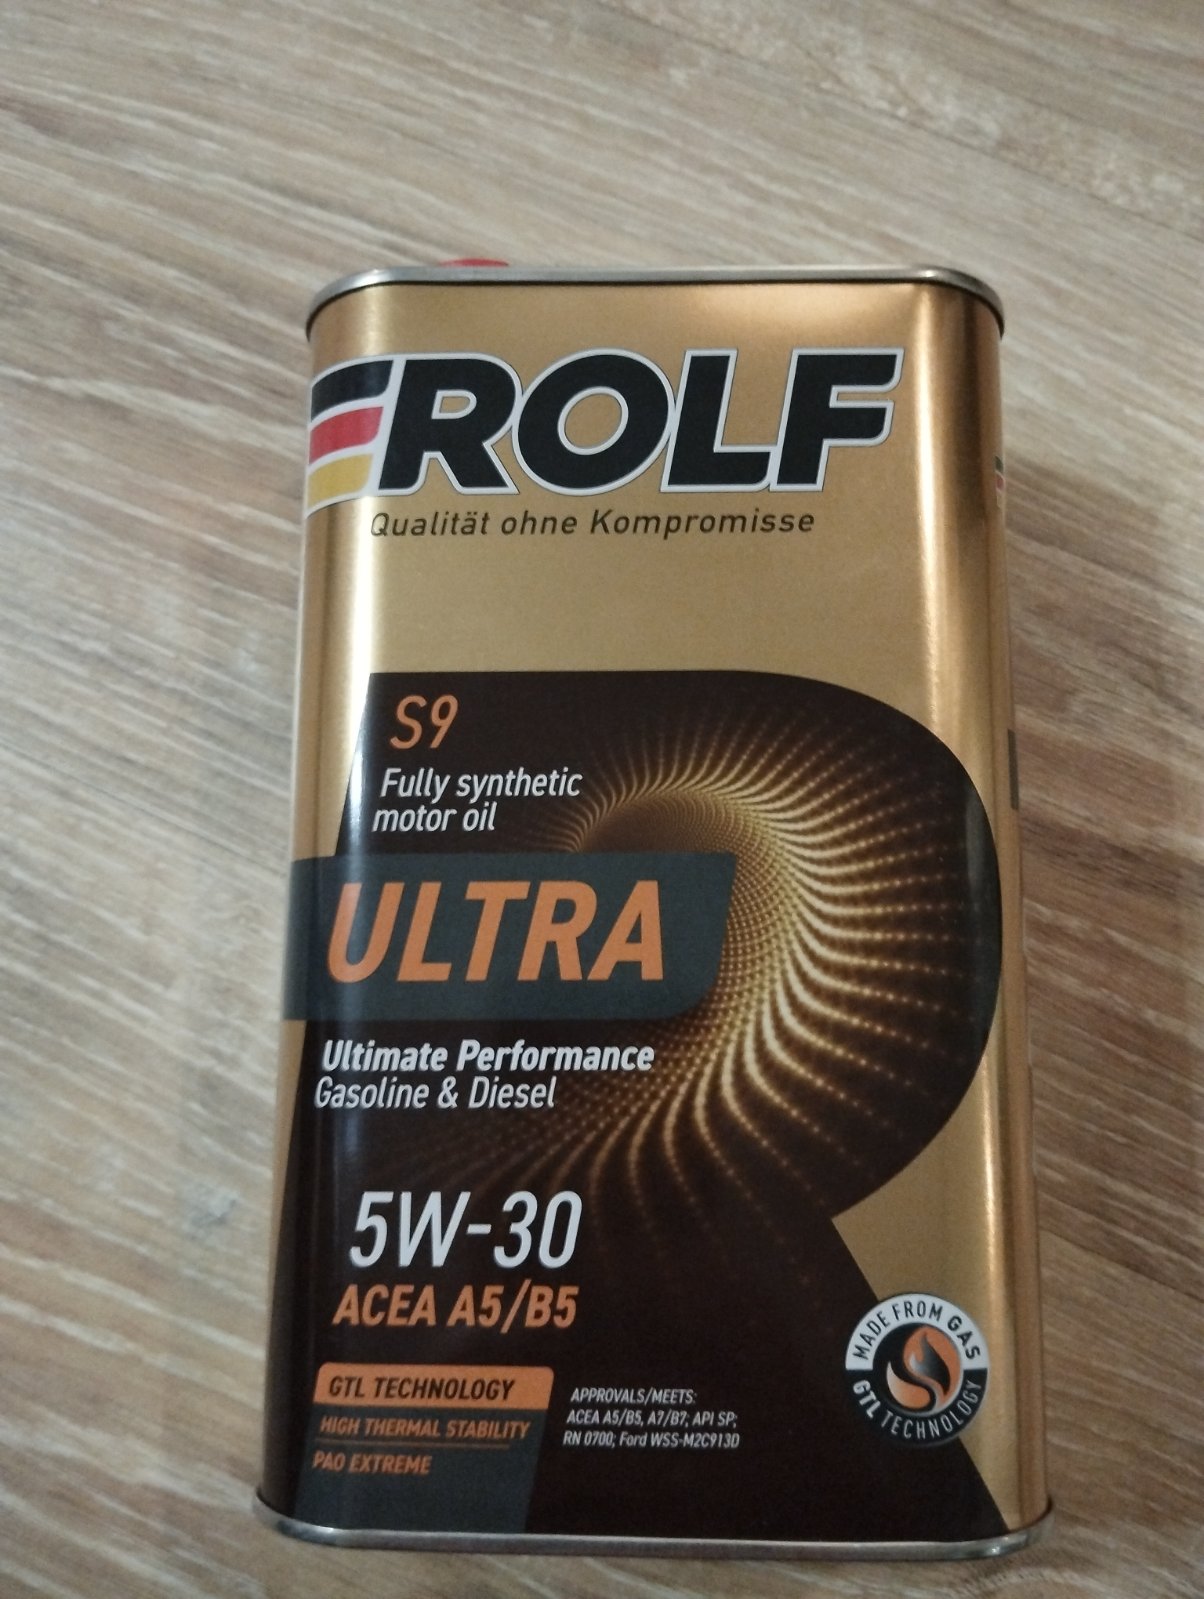 ROLF
Qualität ohne Kompromisse
S9
Fully synthetic
motor oil
ULTRA
Ultimate Performance
Gasoline & Diesel
5W-30
ACEA A5/B5
GTL TECHNOLOGY
HIGH THERMAL STABILITY
PAO EXTREME
APPROVALS/MEETS:
ACEA A5/B5, A7/B7; API SP;
RN 0700; Ford WSS-M2C913D
MADE FROM GAS
GTL TECHNOLOGY